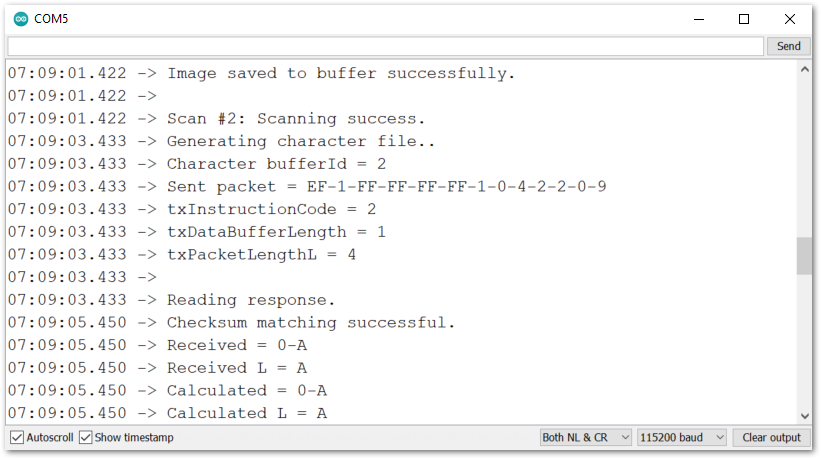 COM5
Send
07:09:01.422 -> Image saved to buffer successfully.
07:09:01.422 ->
07:09:01.422 -> Scan #2: Scanning success.
07:09:03.433 -> Generating character file..
07:09:03.433 -> Character bufferId = 2
07:09:03.433 -> Sent packet = EF-1-FF-FF-FF-FF-1-0-4-2-2-0-9
07:09:03.433 -> txInstructionCode = 2
07:09:03.433 -> txDataBufferLength = 1
07:09:03.433 -> txPacketLengthL = 4
07:09:03.433 ->
07:09:03.433 -> Reading response.
07:09:05.450 -> Checksum matching successful.
07:09:05.450 -> Received = 0-A
07:09:05.450 -> Received L = A
07:09:05.450 -> Calculated = 0-A
07:09:05.450 -> Calculated L = A
Autoscroll Show timestamp Both NL & CR 115200 baud Clear output